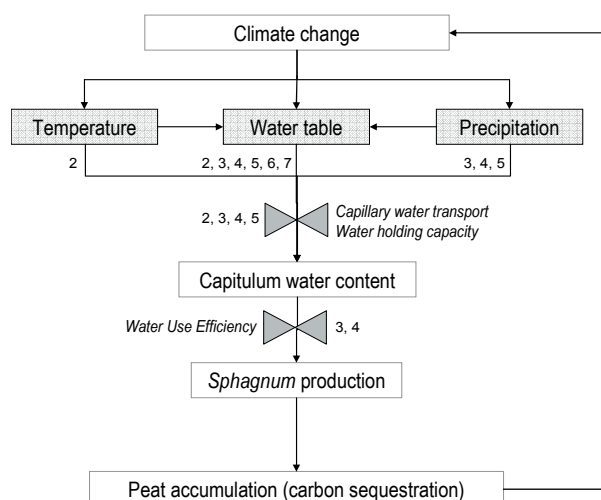 Climate change
Temperature
Water table
Precipitation
2
2, 3, 4, 5, 6, 7
3, 4, 5
2, 3, 4, 5
Capillary water transport
Water holding capacity
Capitulum water content
Water Use Efficiency
3, 4
Sphagnum production
Peat accumulation (carbon sequestration)